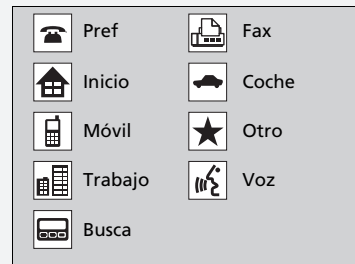 Pref
Fax
Inicio
Coche
Móvil
Otro
Trabajo
Voz
Busca